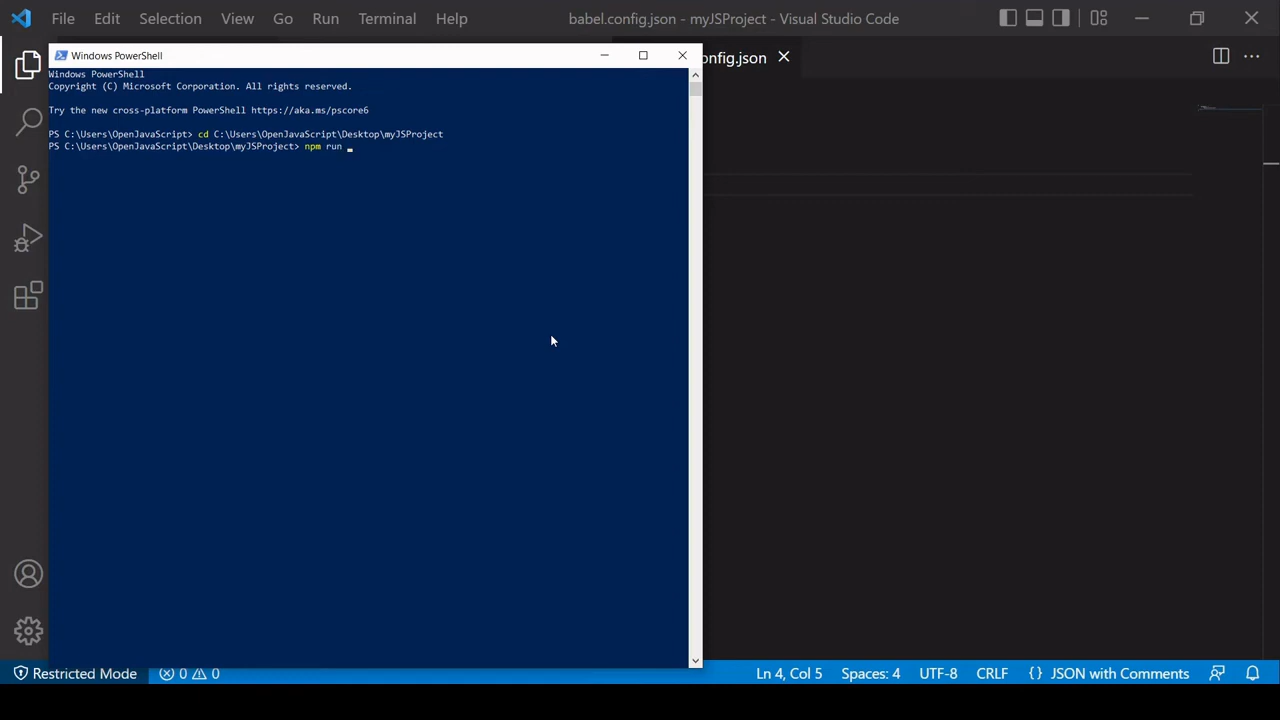 File Edit Selection View Go Run Terminal Help babel.config.json - myJSProject - Visual Studio Code
Windows PowerShell
onfig.json
Windows PowerShell
Copyright (C) Microsoft Corporation. All rights reserved.
Try the new cross-platform PowerShell https://aka.ms/pscore6
PS C:\Users\OpenJavaScript> cd C:\Users\OpenJavaScript\Desktop\myJSProject
PS C:\Users\OpenJavaScript\Desktop\myJSProject> npm run _
Restricted Mode 0 0 Ln 4, Col 5 Spaces: 4 UTF-8 CRLF {} JSON with Comments